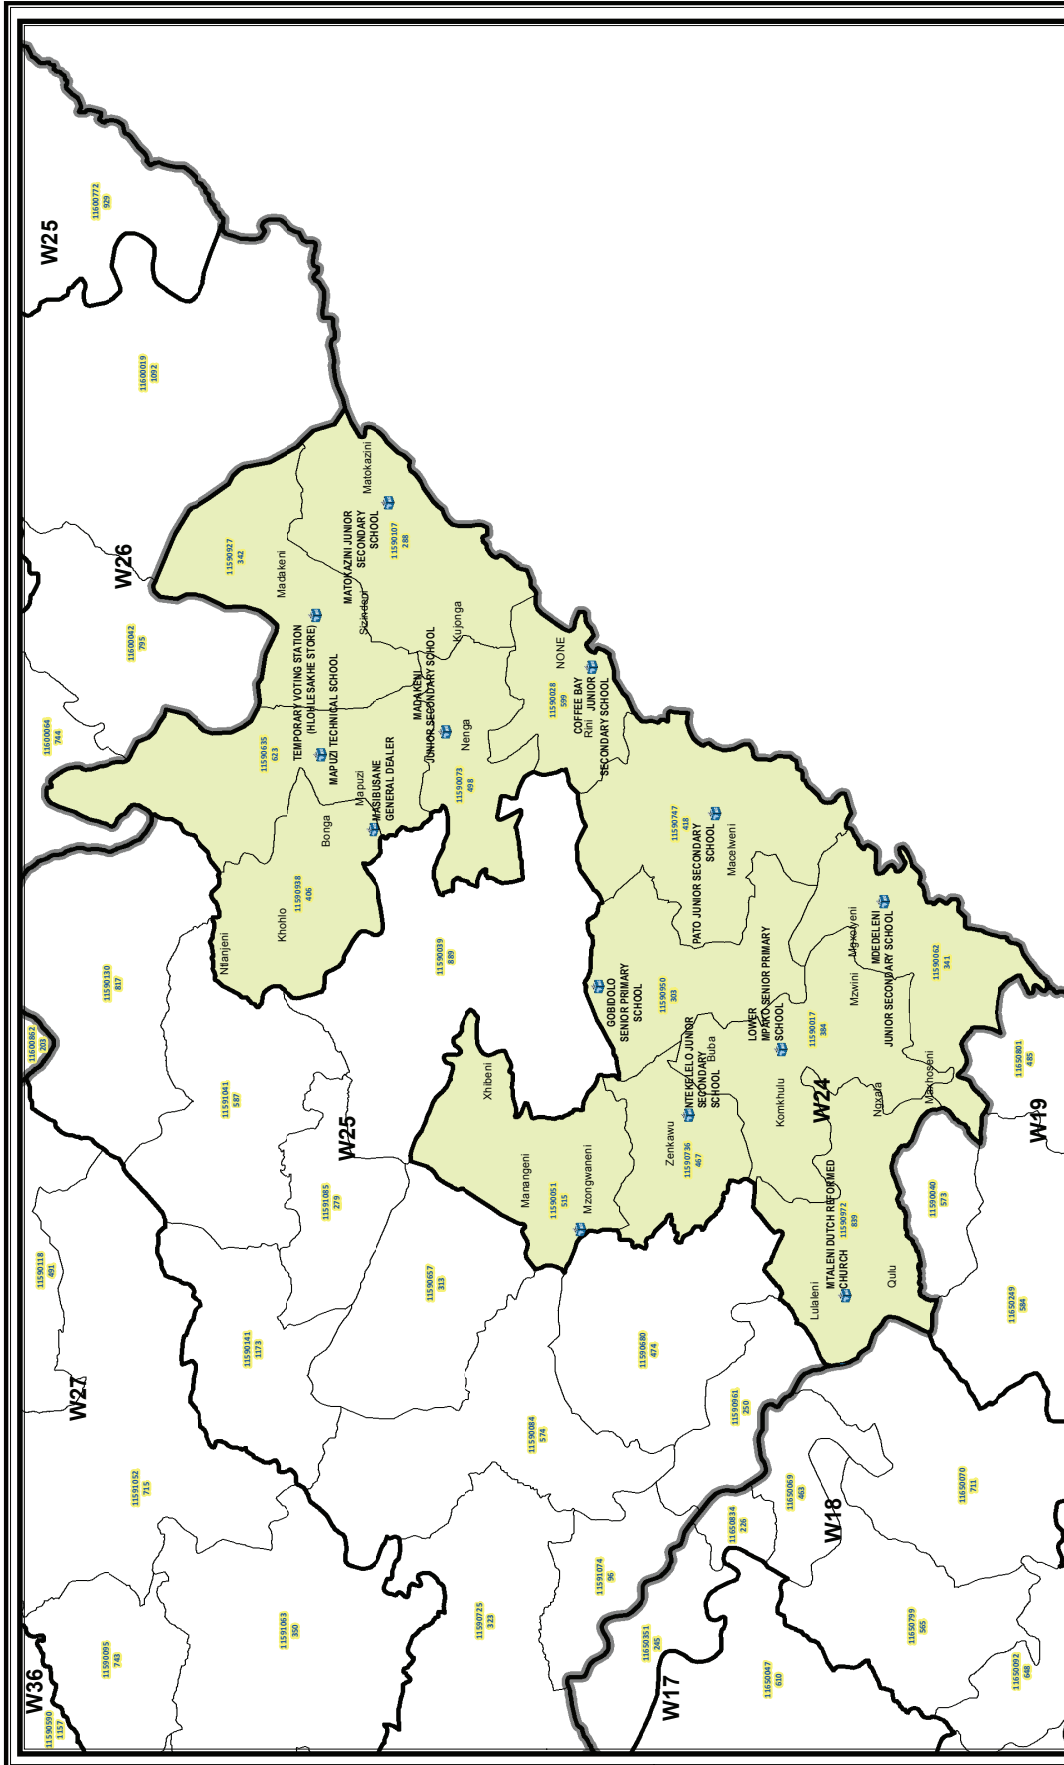 W25
11600772
929
11600019
1092
W26
11600042
795
11600064
744
11590927
342
Madakeni
Matokazini
MATOKAZINI JUNIOR
SECONDARY
SCHOOL
11590107
288
Sizindeni
TEMPORARY VOTING STATION
(HLOHLESAKHE STORE)
11590635
623
MAPUZI TECHNICAL SCHOOL
Kujonga
MADAKENI
JUNIOR SECONDARY SCHOOL
Nenga
11590073
498
Mapuzi
MASIBUSANE
GENERAL DEALER
Bonga
11590938
406
Khohlo
Ntlanjeni
NONE
11590028
599
COFFEE BAY
JUNIOR
SECONDARY SCHOOL
Rini
11590747
418
PATO JUNIOR SECONDARY
SCHOOL
Macelweni
11590039
889
GOBIDOLO
SENIOR PRIMARY
SCHOOL
11590950
303
NTEKELELO JUNIOR
SECONDARY
SCHOOL
Buba
LOWER
MPAKO SENIOR PRIMARY
SCHOOL
11590017
384
Mzwini
Mgxoryeni
MDEDELENI
JUNIOR SECONDARY SCHOOL
11590062
341
Makhoseni
Ngxara
Komkhulu
W24
11650801
485
W19
11590130
817
11600862
203
11591041
587
W25
11591085
279
Xhibeni
Manangeni
11590051
515
Mzongwaneni
Zenkawu
11590736
467
MTALENI DUTCH REFORMED
CHURCH
11590972
839
Lulaleni
Qulu
11590040
573
11650249
584
11590118
491
W27
11590141
1173
11590657
313
11590680
474
11590961
250
11590084
574
11591052
715
11650069
463
W18
11650834
226
11650070
711
11591074
96
11590725
323
11591063
350
11590095
743
W36
11590590
1157
11650351
245
W17
11650047
610
11650799
565
11650092
648